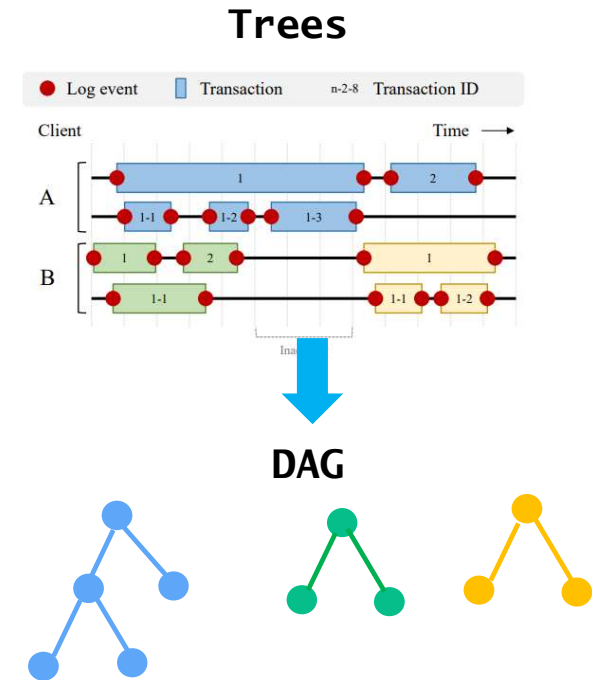 Trees
Log event Transaction n-2-8 Transaction ID
Client Time
A
1 2
1-1 1-2 1-3
B
1 2 1
1-1 1-1 1-2
DAG